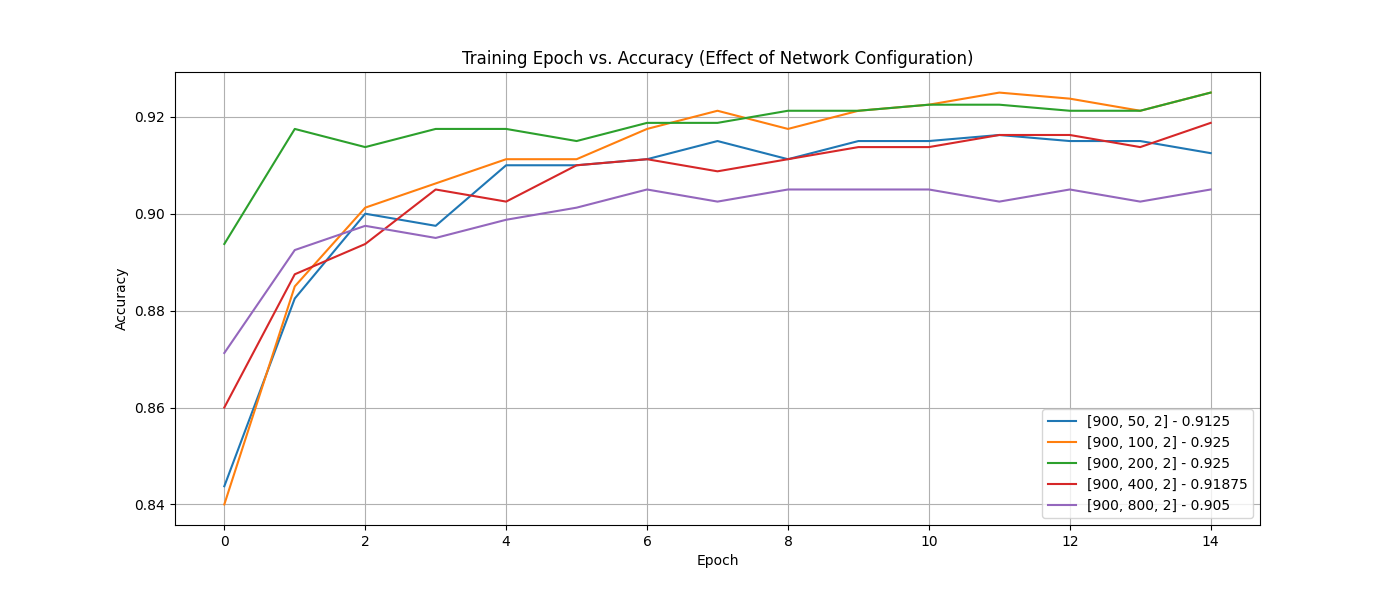 Training Epoch vs. Accuracy (Effect of Network Configuration)
Accuracy
0.92
0.90
0.88
0.86
0.84
[900, 50, 2] - 0.9125
[900, 100, 2] - 0.925
[900, 200, 2] - 0.925
[900, 400, 2] - 0.91875
[900, 800, 2] - 0.905
0 2 4 6 8 10 12 14
Epoch